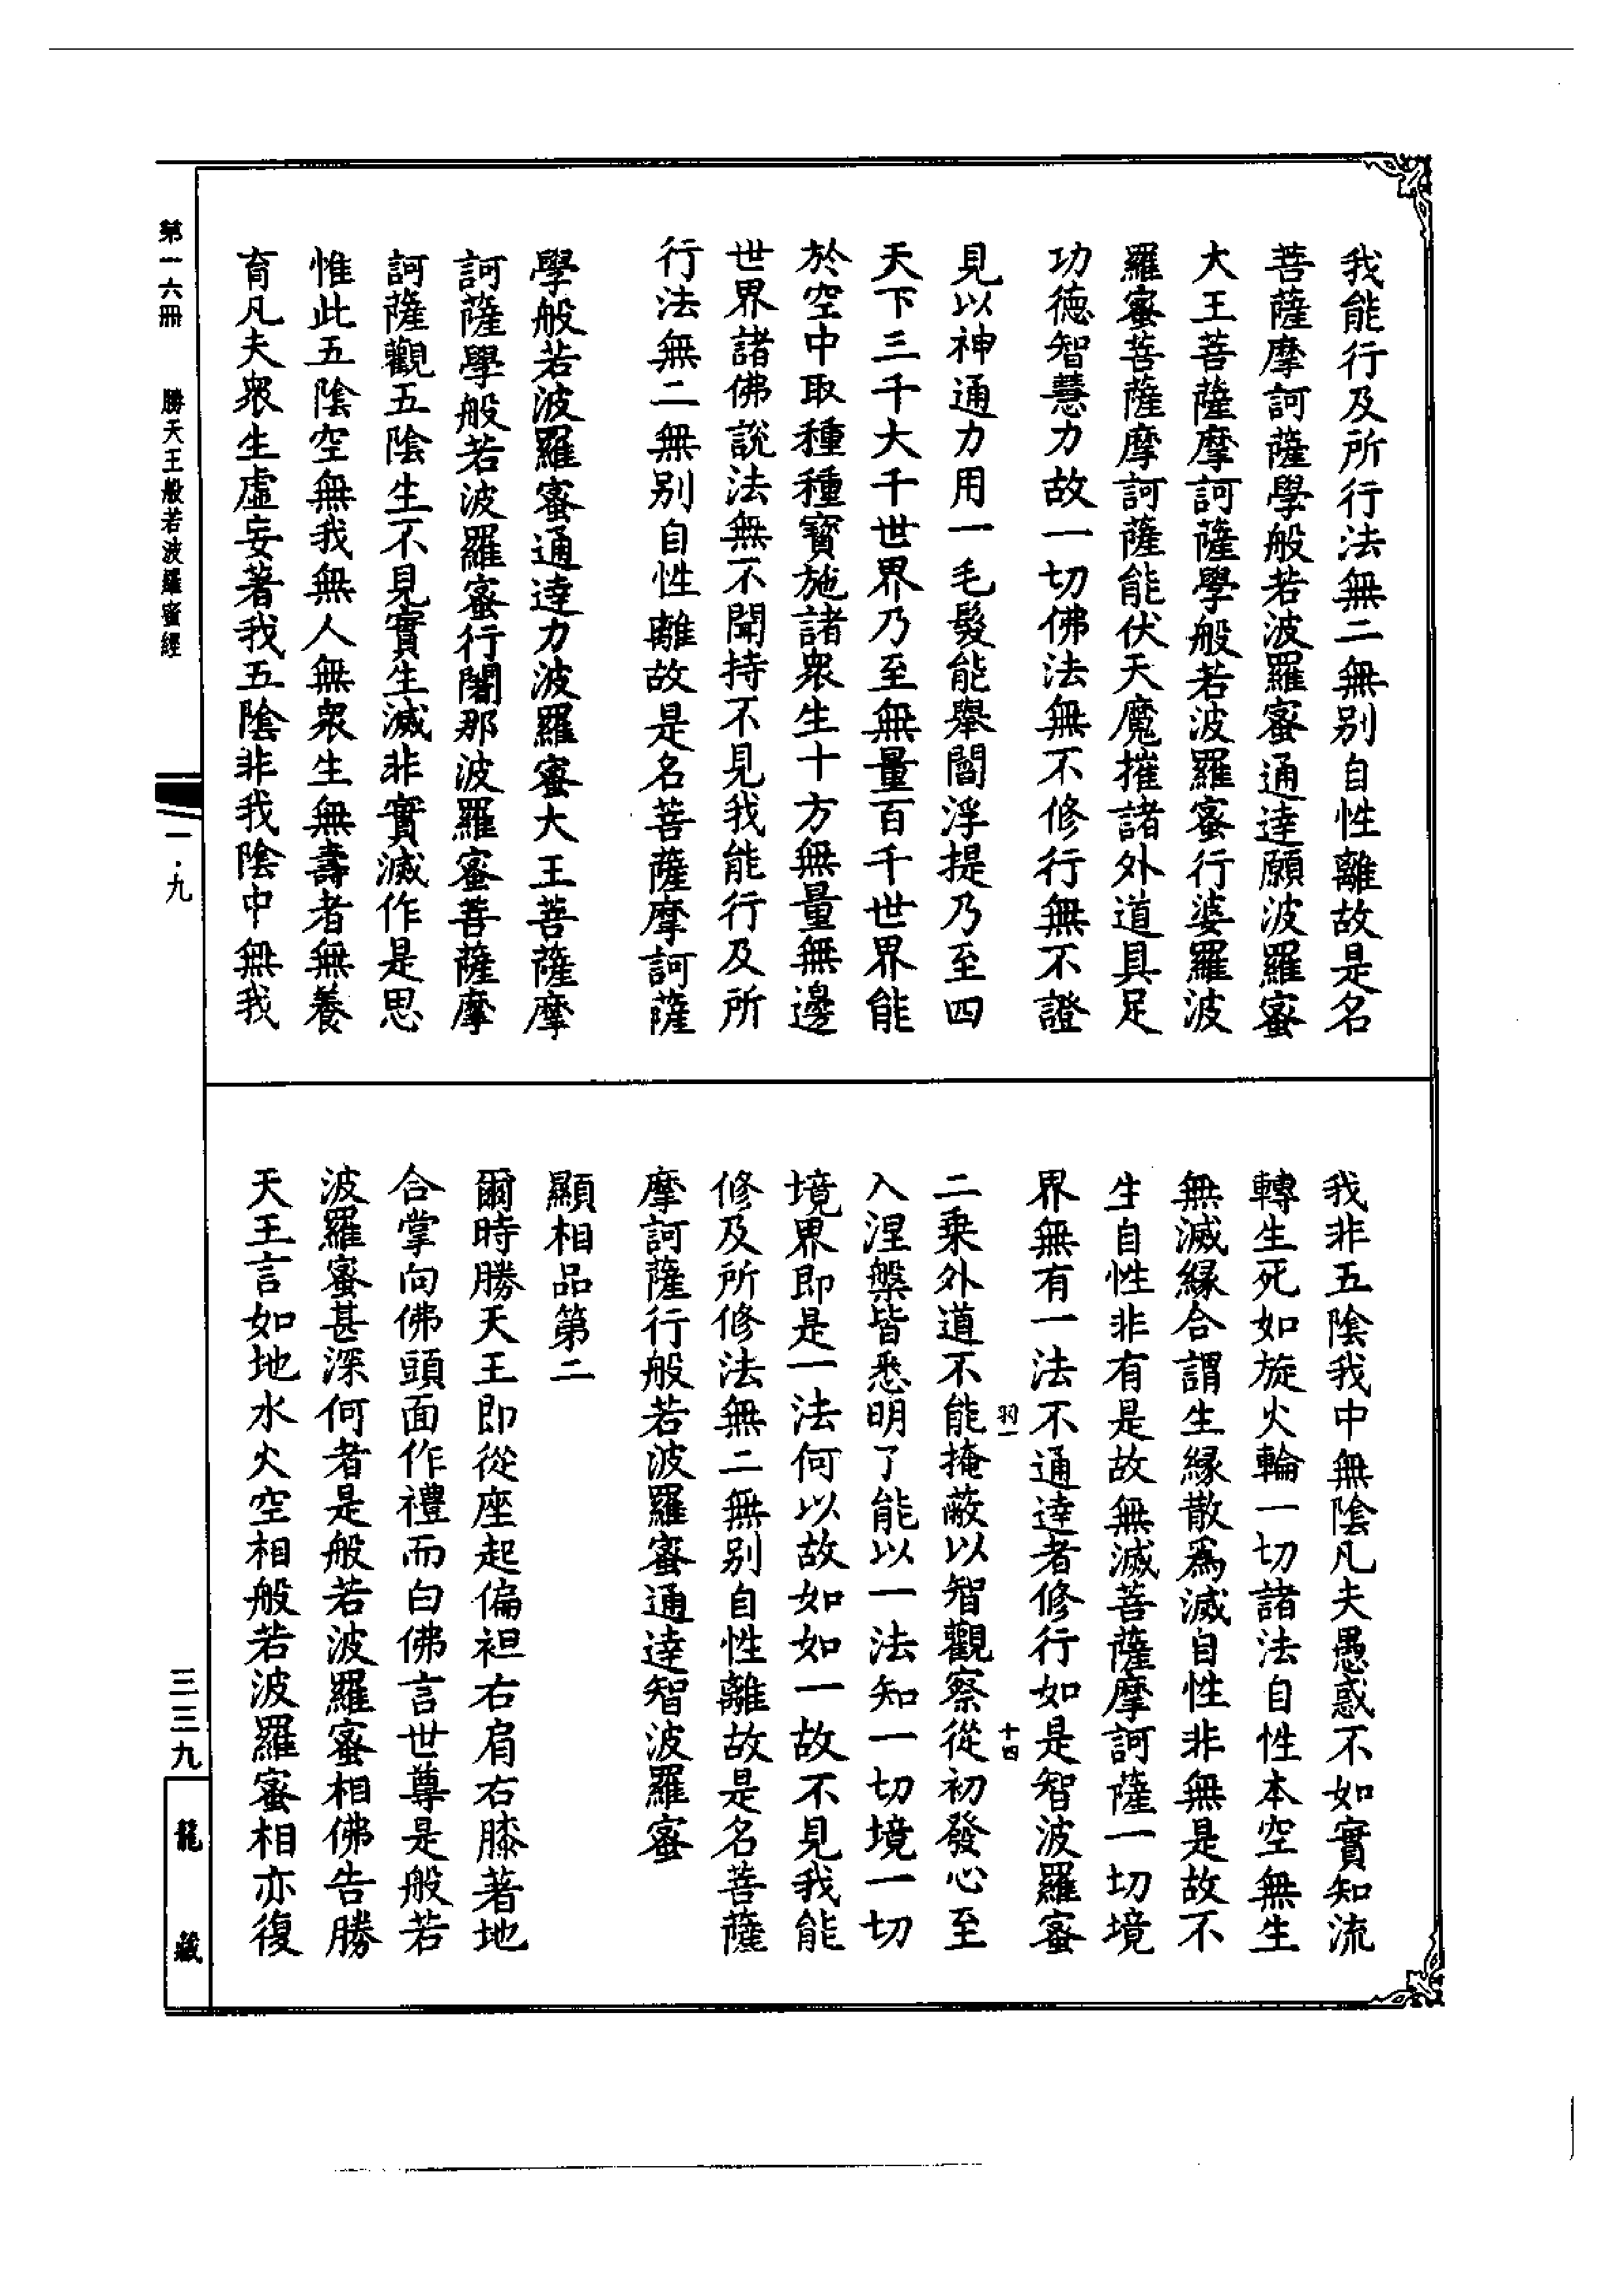 我能行及所行法無二無別自性離故是名
菩薩摩訶薩學般若波羅蜜通達願波羅蜜
大王菩薩摩訶薩學般若波羅蜜行婆羅波
羅蜜菩薩摩訶薩能伏天魔摧諸外道具足
功德智慧力故一切佛法無不修行無不證
見以神通力用一毛髮能舉閻浮提乃至四
天下三千大千世界乃至無量百千世界能
於空中取種種寶施諸衆生十方無量無邊
世界諸佛說法無不聞持不見我能行及所
行法無二無別自性離故是名菩薩摩訶薩
學般若波羅蜜通達力波羅蜜大王菩薩摩
訶薩學般若波羅蜜行闍那波羅蜜菩薩摩
訶薩觀五陰生不見實生滅非實滅作是思
惟此五陰空無我無人無衆生無壽者無養
育凡夫衆生虛妄著我五陰非我陰中無我
我非五陰我中無陰凡夫愚惑不如實知流
轉生死如旋火輪一切諸法自性本空無生
無滅緣合謂生緣散爲滅自性非無是故不
生自性非有是故無滅菩薩摩訶薩一切境
界無有一法不通達者修行如是智波羅蜜
羽一 十四
二乘外道不能掩蔽以智觀察從初發心至
入涅槃皆悉明了能以一法知一切境一切
境界即是一法何以故如如一故不見我能
修及所修法無二無別自性離故是名菩薩
摩訶薩行般若波羅蜜通達智波羅蜜
顯相品第二
爾時勝天王即從座起偏袒右肩右膝著地
合掌向佛頭面作禮而白佛言世尊是般若
波羅蜜甚深何者是般若波羅蜜相佛告勝
天王言如地水火空相般若波羅蜜相亦復
第一六冊 勝天王般若波羅蜜經
一·九
三三九
龍藏